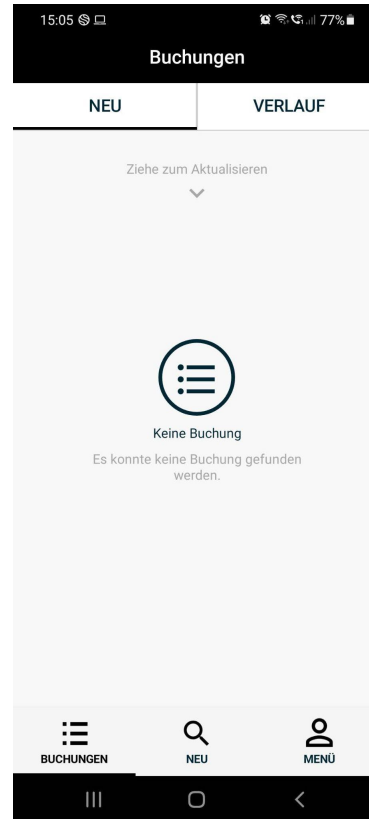 15:05 77%
Buchungen
NEU VERLAUF
Ziehe zum Aktualisieren
Keine Buchung
Es konnte keine Buchung gefunden
werden.
BUCHUNGEN NEU MENÜ